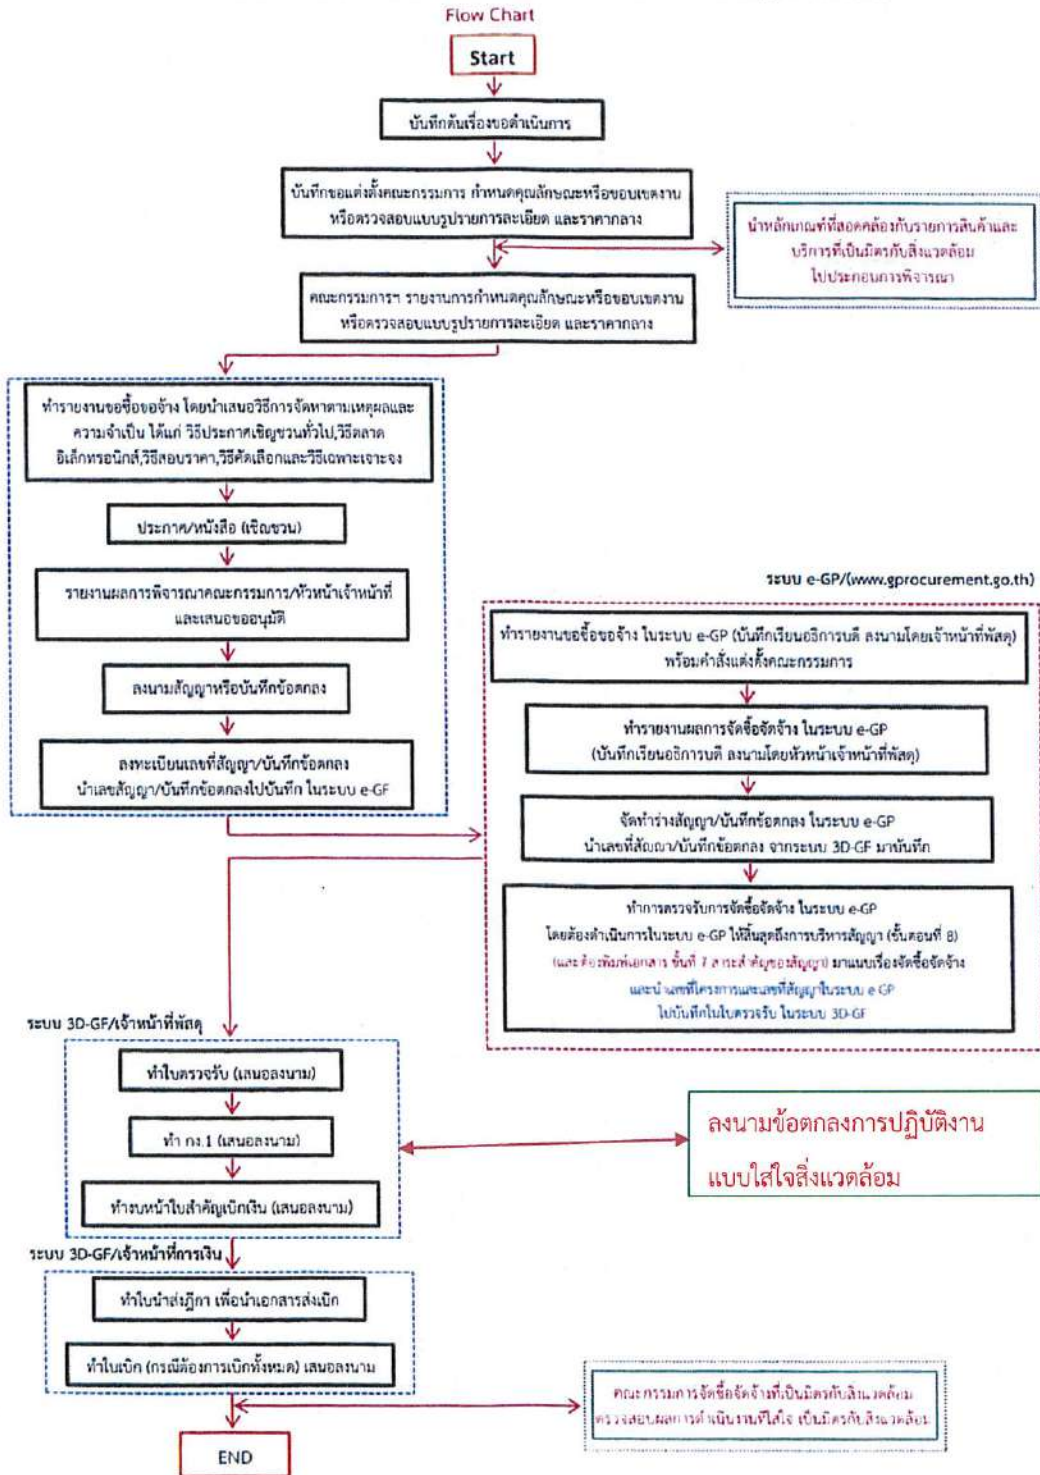 Flow Chart
Start
บันทึกต้นเรื่องขอดำเนินการ
บันทึกขอแต่งตั้งคณะกรรมการ กำหนดคุณลักษณะหรือขอบเขตงาน
หรือตรวจสอบแบบรูปรายการละเอียด และราคากลาง
นำหลักเกณฑ์ที่สอดคล้องกับรายการสินค้าและ
บริการที่เป็นมิตรกับสิ่งแวดล้อม
ไปประกอบการพิจารณา
คณะกรรมการฯ รายงานการกำหนดคุณลักษณะหรือขอบเขตงาน
หรือตรวจสอบแบบรูปรายการละเอียด และราคากลาง
ทำรายงานขอซื้อขอจ้าง โดยนำเสนอวิธีการจัดหาตามเหตุผลและ
ความจำเป็น ได้แก่ วิธีประกาศเชิญชวนทั่วไป,วิธีตลาด
อิเล็กทรอนิกส์,วิธีสอบราคา,วิธีคัดเลือกและวิธีเฉพาะเจาะจง
ประกาศ/หนังสือ (เชิญชวน)
รายงานผลการพิจารณาคณะกรรมการ/หัวหน้าเจ้าหน้าที่
และเสนอขออนุมัติ
ลงนามสัญญาหรือบันทึกข้อตกลง
ลงทะเบียนเลขที่สัญญา/บันทึกข้อตกลง
นำเลขสัญญา/บันทึกข้อตกลงไปบันทึก ในระบบ e-GF
ระบบ e-GP/(www.gprocurement.go.th)
ทำรายงานขอซื้อขอจ้าง ในระบบ e-GP (บันทึกเรียนอธิการบดี ลงนามโดยเจ้าหน้าที่พัสดุ)
พร้อมคำสั่งแต่งตั้งคณะกรรมการ
ทำรายงานผลการจัดซื้อจัดจ้าง ในระบบ e-GP
(บันทึกเรียนอธิการบดี ลงนามโดยหัวหน้าเจ้าหน้าที่พัสดุ)
จัดทำร่างสัญญา/บันทึกข้อตกลง ในระบบ e-GP
นำเลขที่สัญญา/บันทึกข้อตกลง จากระบบ 3D-GF มาบันทึก
ทำการตรวจรับการจัดซื้อจัดจ้าง ในระบบ e-GP
โดยต้องดำเนินการในระบบ e-GP ให้สิ้นสุดถึงการบริหารสัญญา (ขั้นตอนที่ 8)
(และต้องพิมพ์เอกสาร ขั้นที่ 7 สาระสำคัญของสัญญา) มาแนบเรื่องจัดซื้อจัดจ้าง
และนำเลขที่โครงการและเลขที่สัญญาในระบบ e GP
ไปบันทึกในใบตรวจรับ ในระบบ 3D-GF
ระบบ 3D-GF/เจ้าหน้าที่พัสดุ
ทำใบตรวจรับ (เสนอลงนาม)
ทำ กง.1 (เสนอลงนาม)
ทำงบหน้าใบสำคัญเบิกเงิน (เสนอลงนาม)
ลงนามข้อตกลงการปฏิบัติงาน
แบบใส่ใจสิ่งแวดล้อม
ระบบ 3D-GF/เจ้าหน้าที่การเงิน
ทำใบนำส่งฎีกา เพื่อนำเอกสารส่งเบิก
ทำใบเบิก (กรณีต้องการเบิกทั้งหมด) เสนอลงนาม
คณะกรรมการจัดซื้อจัดจ้างที่เป็นมิตรกับสิ่งแวดล้อม
ตรวจสอบผลการดำเนินงานที่ใส่ใจ เป็นมิตรกับสิ่งแวดล้อม
END